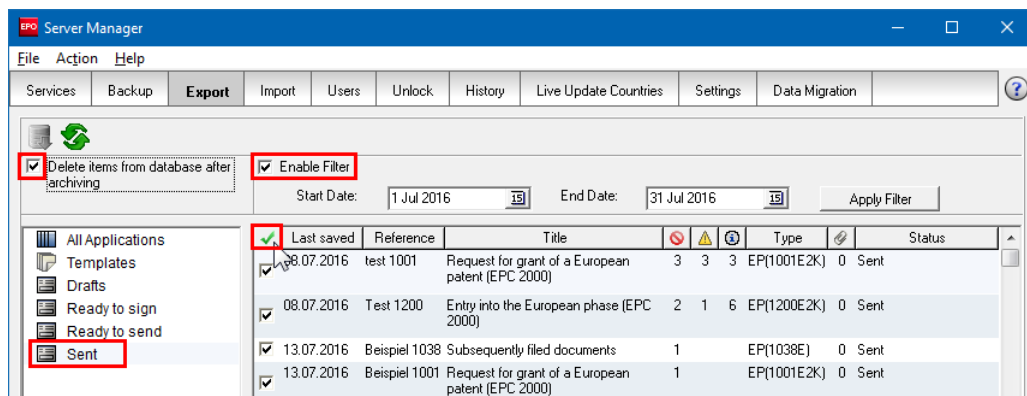 EPO Server Manager
File Action Help
Services Backup Export Import Users Unlock History Live Update Countries Settings Data Migration ?
Delete items from database after
archiving
Enable Filter
Start Date: 1 Jul 2016 15 End Date: 31 Jul 2016 15 Apply Filter
All Applications
Templates
Drafts
Ready to sign
Ready to send
Sent
Last saved Reference Title Type Status
08.07.2016 test 1001 Request for grant of a European 3 3 3 EP(1001E2K) 0 Sent
patent (EPC 2000)
08.07.2016 Test 1200 Entry into the European phase (EPC 2 1 6 EP(1200E2K) 0 Sent
2000)
13.07.2016 Beispiel 1038 Subsequently filed documents 1 EP(1038E) 0 Sent
13.07.2016 Beispiel 1001 Request for grant of a European 1 EP(1001E2K) 0 Sent
patent (EPC 2000)